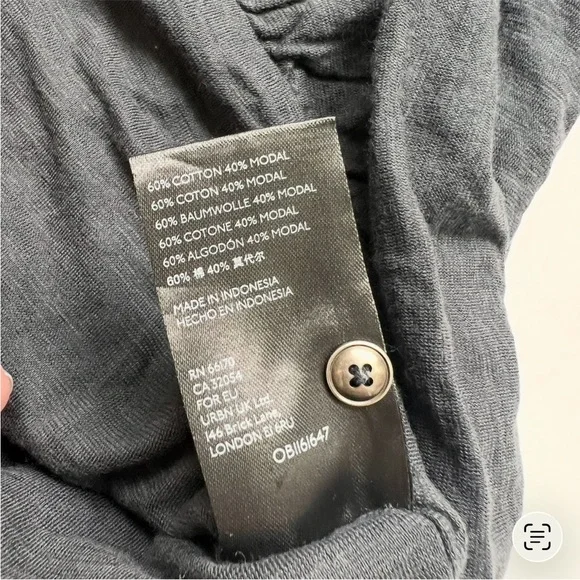 60% COTTON 40% MODAL
60% COTON 40% MODAL
60% BAUMWOLLE 40% MODAL
60% COTONE 40% MODAL
60% ALGODÓN 40% MODAL
60% 棉 40% 莫代尔
MADE IN INDONESIA
HECHO EN INDONESIA
RN 66170
CA 32054
FOR EU
URBN UK Ltd.
146 Brick Lane,
LONDON E1 6RU
OB1161647